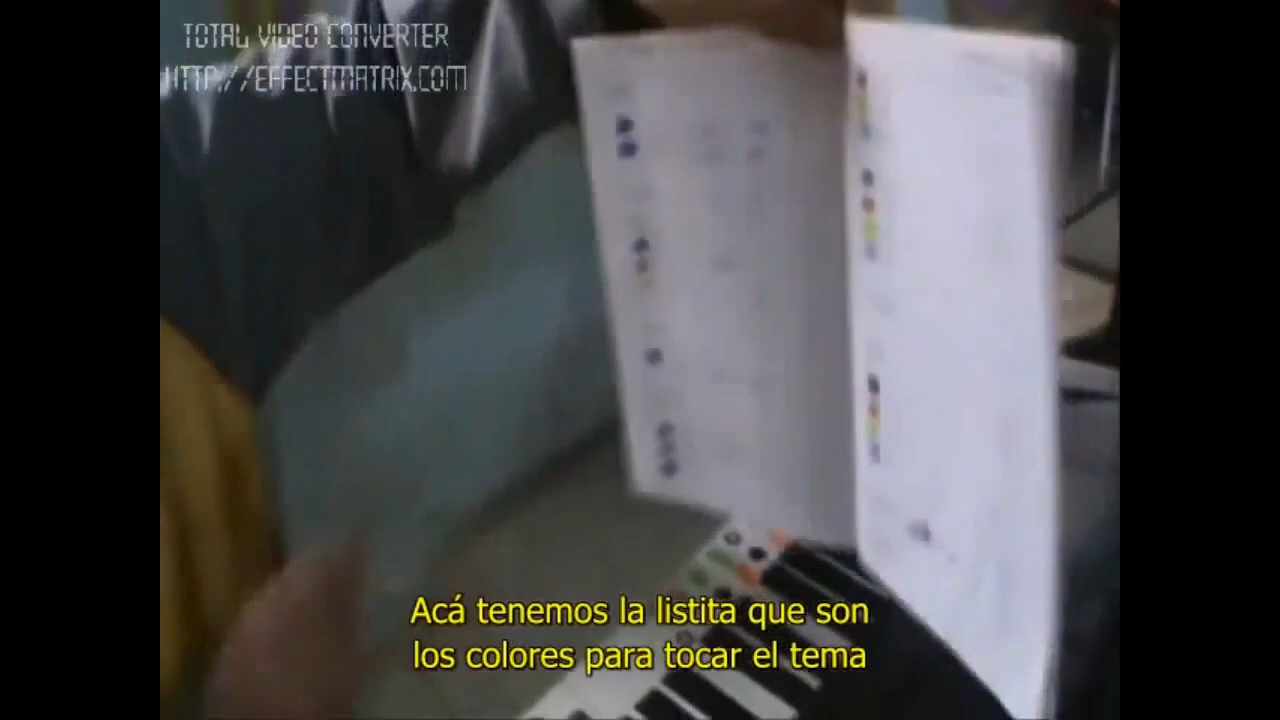 TOTAL VIDEO CONVERTER
HTTP://EFFECTMATRIX.COM
Acá tenemos la listita que son
los colores para tocar el tema